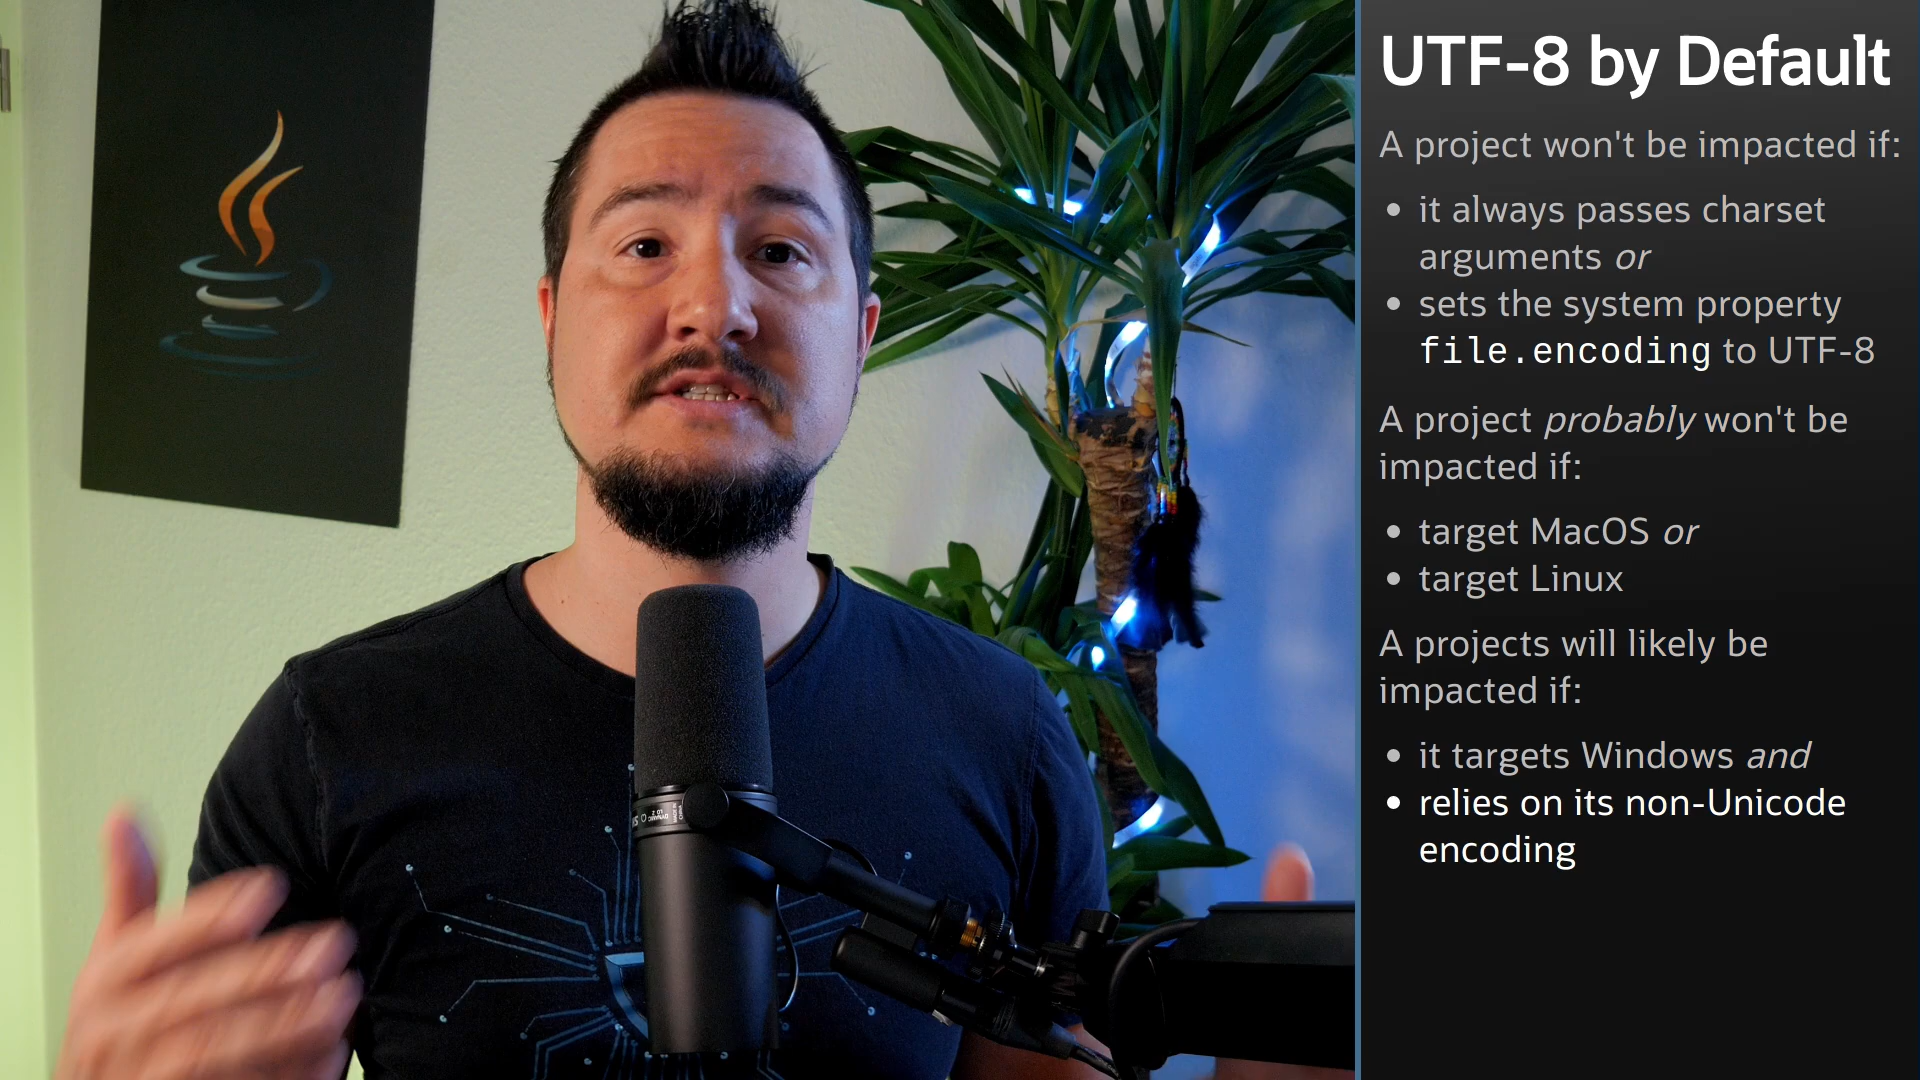 UTF-8 by Default
A project won't be impacted if:
• it always passes charset
arguments or
• sets the system property
file.encoding to UTF-8
A project probably won't be
impacted if:
• target MacOS or
• target Linux
A projects will likely be
impacted if:
• it targets Windows and
• relies on its non-Unicode
encoding